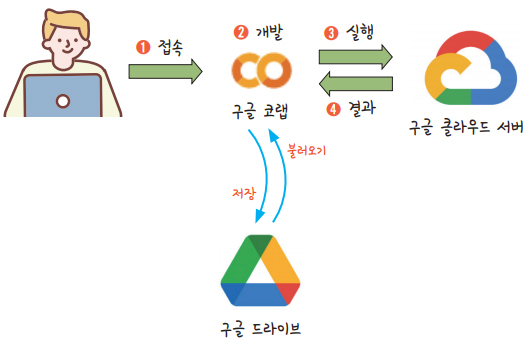 ❶ 접속
❷ 개발
❸ 실행
구글 코랩
❹ 결과
구글 클라우드 서버
불러오기
저장
구글 드라이브